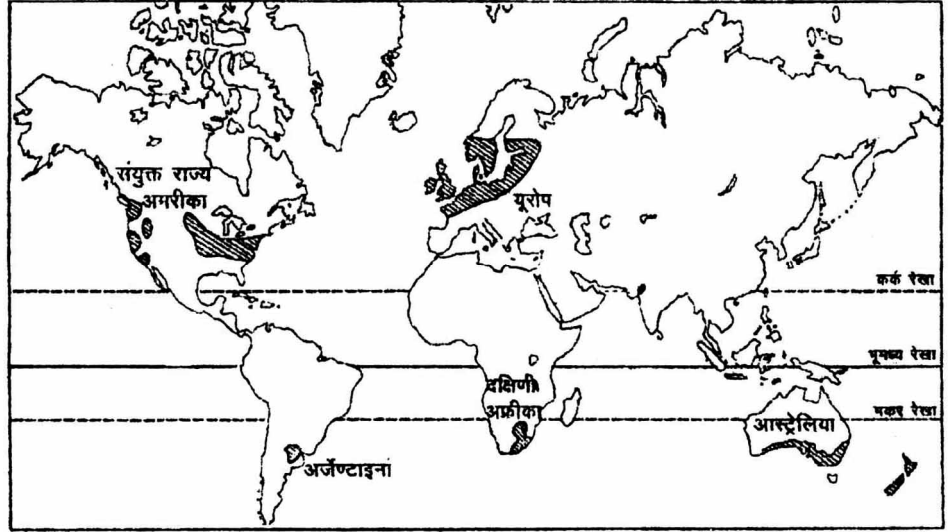 संयुक्त राज्य
अमरीका
यूरोप
कर्क रेखा
भूमध्य रेखा
दक्षिणी
अफ्रीका
मकर रेखा
आस्ट्रेलिया
अर्जेण्टाइना